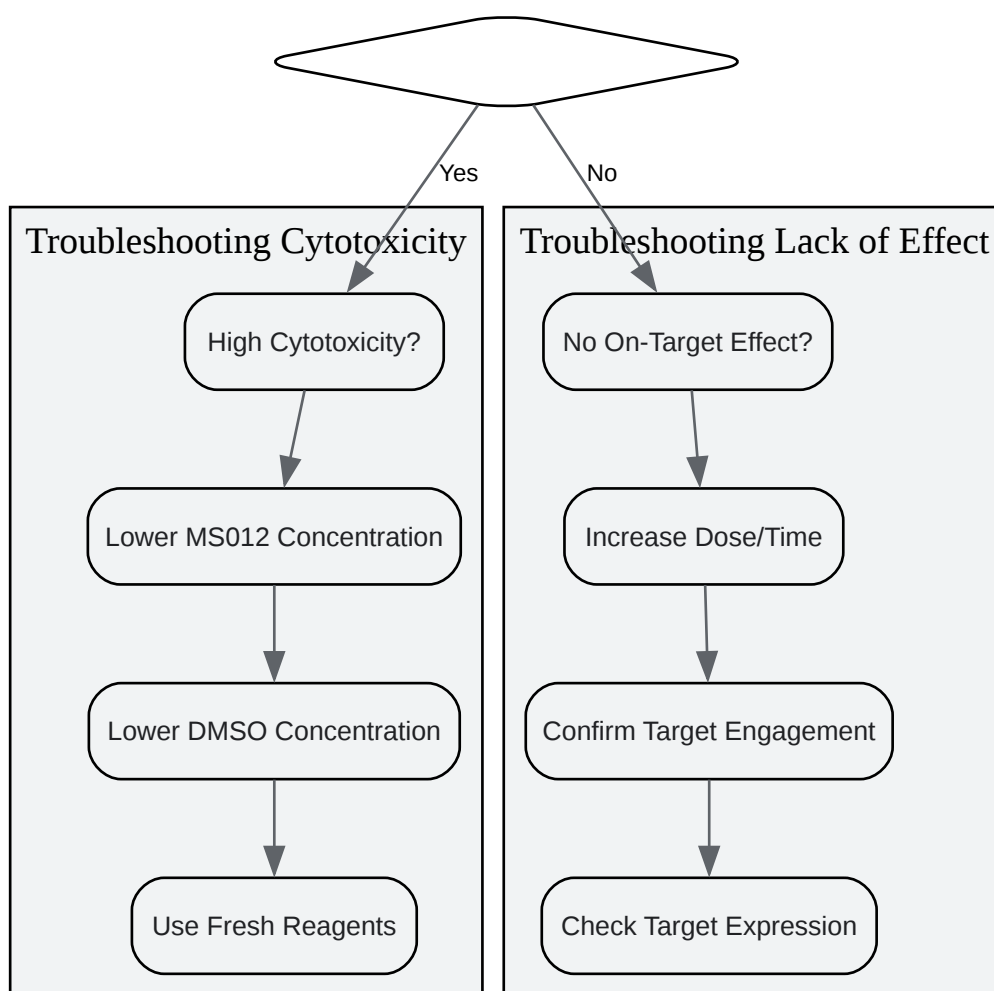 Yes
No
Troubleshooting Cytotoxicity
Troubleshooting Lack of Effect
High Cytotoxicity?
No On-Target Effect?
Lower MS012 Concentration
Increase Dose/Time
Lower DMSO Concentration
Confirm Target Engagement
Use Fresh Reagents
Check Target Expression